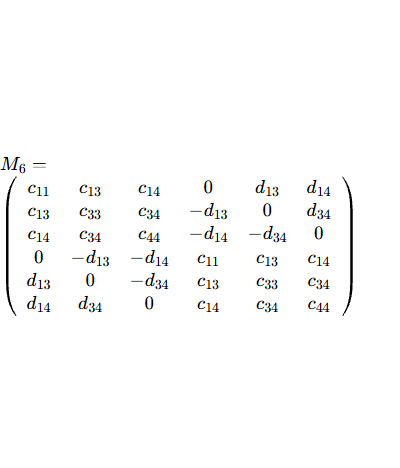 M₆ =
c₁₁ c₁₃ c₁₄ 0 d₁₃ d₁₄
c₁₃ c₃₃ c₃₄ −d₁₃ 0 d₃₄
c₁₄ c₃₄ c₄₄ −d₁₄ −d₃₄ 0
0 −d₁₃ −d₁₄ c₁₁ c₁₃ c₁₄
d₁₃ 0 −d₃₄ c₁₃ c₃₃ c₃₄
d₁₄ d₃₄ 0 c₁₄ c₃₄ c₄₄